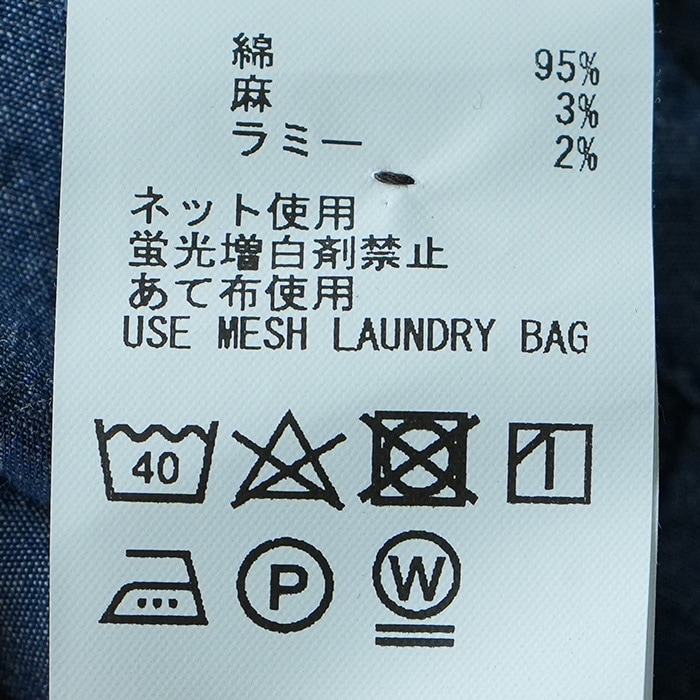 綿 95%
麻 3%
ラミー 2%
ネット使用
蛍光増白剤禁止
あて布使用
USE MESH LAUNDRY BAG
40
P W